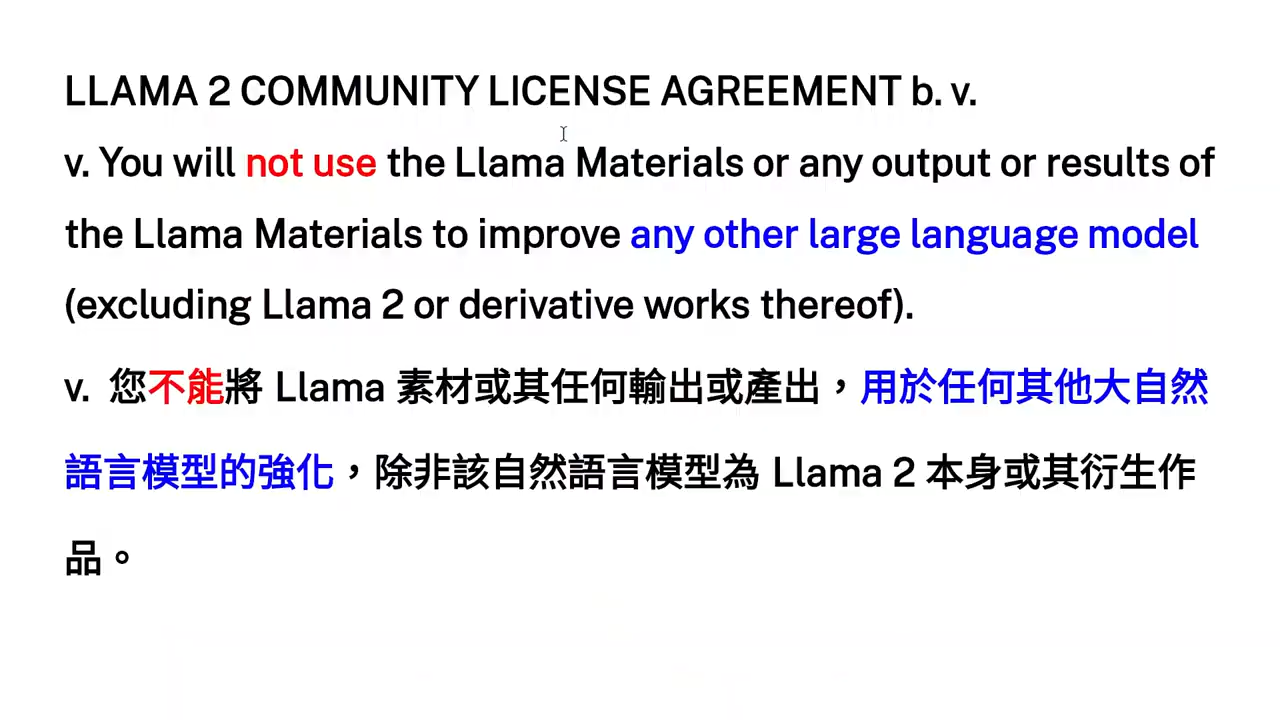 LLAMA 2 COMMUNITY LICENSE AGREEMENT b. v.
v. You will not use the Llama Materials or any output or results of
the Llama Materials to improve any other large language model
(excluding Llama 2 or derivative works thereof).
v. 您不能將 Llama 素材或其任何輸出或產出，用於任何其他大自然
語言模型的強化，除非該自然語言模型為 Llama 2 本身或其衍生作
品。